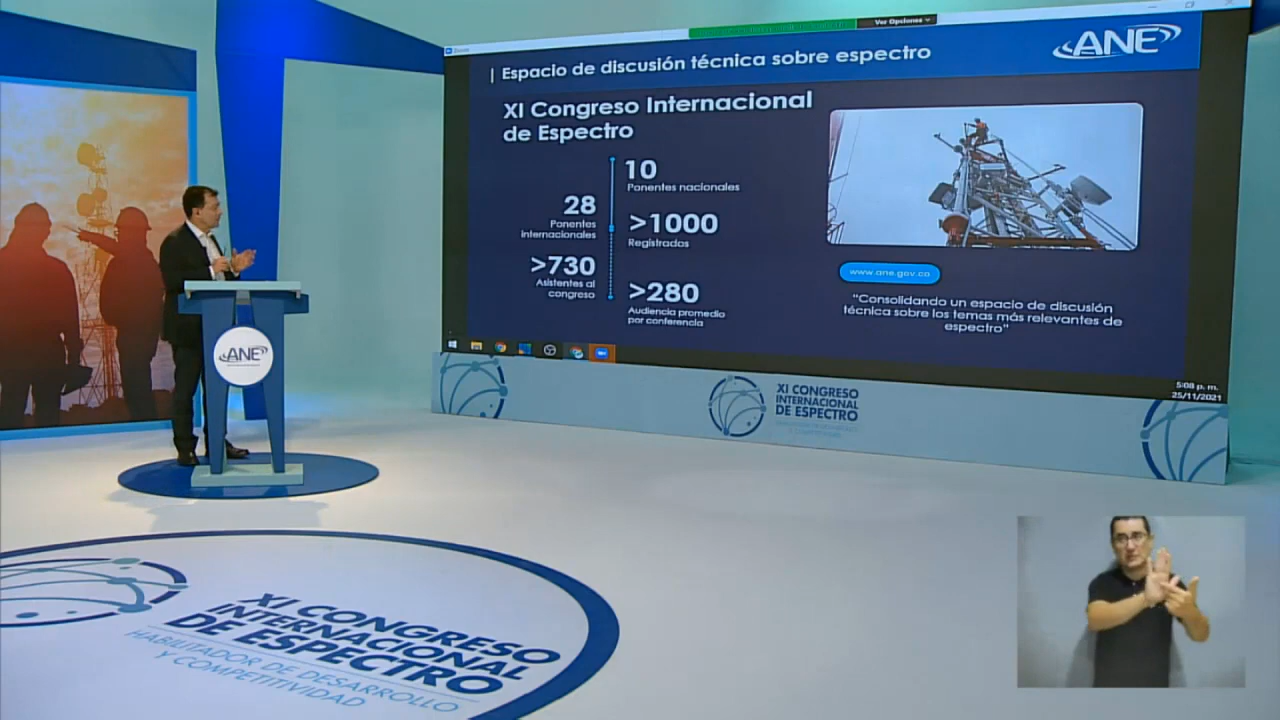 Zoom
Ver Opciones
| Espacio de discusión técnica sobre espectro
ANE
XI Congreso Internacional
de Espectro
10
Ponentes nacionales
28
Ponentes
internacionales
>1000
Registrados
>730
Asistentes al
congreso
>280
Audiencia promedio
por conferencia
www.ane.gov.co
“Consolidando un espacio de discusión
técnica sobre los temas más relevantes de
espectro”
5:08 p. m.
25/11/2021
XI CONGRESO
INTERNACIONAL
DE ESPECTRO
ANE
XI CONGRESO
INTERNACIONAL
DE ESPECTRO
HABILITADOR DE DESARROLLO
Y COMPETITIVIDAD